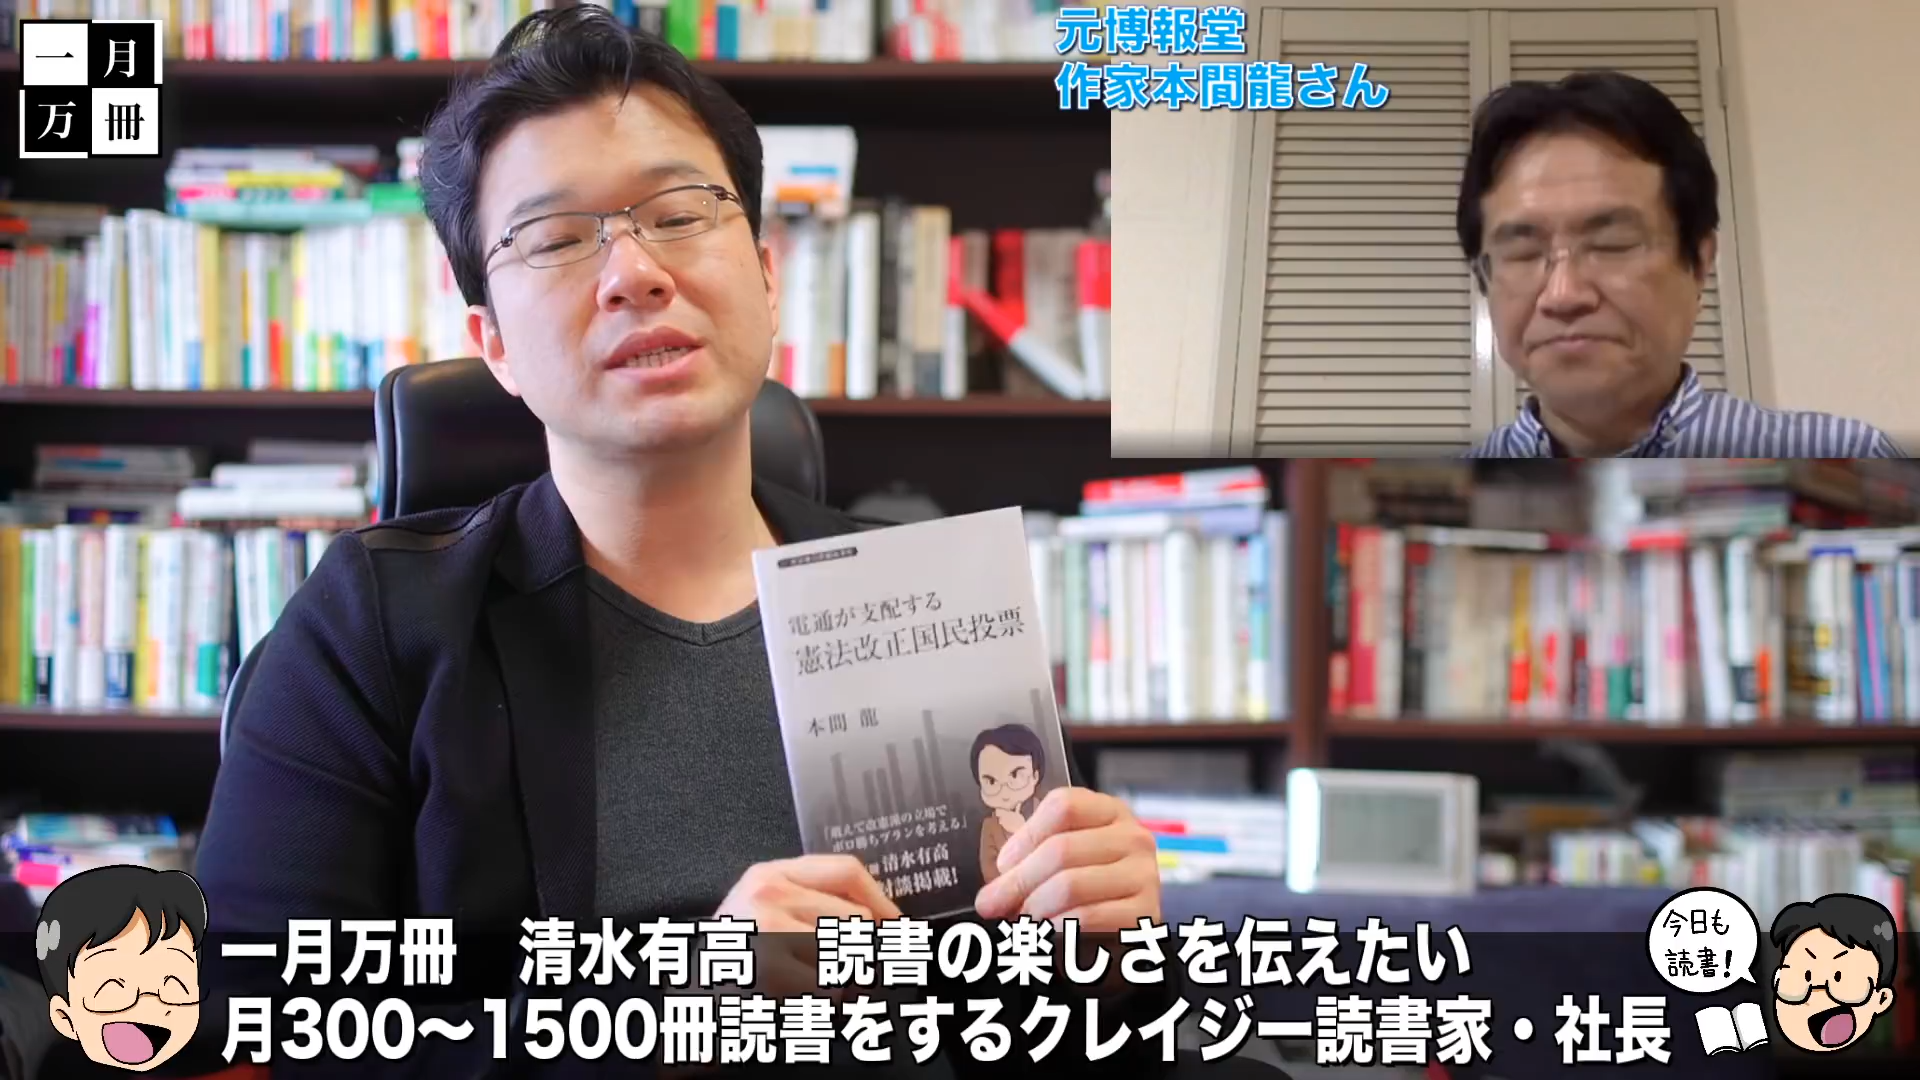 一月
万冊
元博報堂
作家本間龍さん
電通が支配する
憲法改正国民投票
本間 龍
「敢えて改憲派の立場で
ボロ勝ちプランを考える」
清水有高
対談掲載!
今日も
読書!
一月万冊 清水有高 読書の楽しさを伝えたい
月300〜1500冊読書をするクレイジー読書家・社長